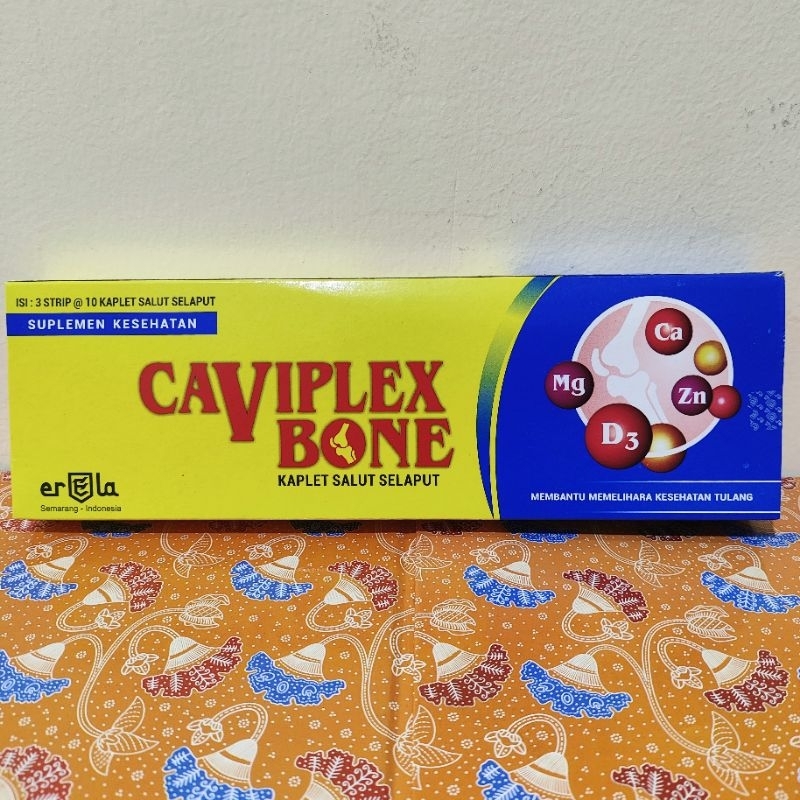 ISI : 3 STRIP @ 10 KAPLET SALUT SELAPUT
SUPLEMEN KESEHATAN
CAVIPLEX
BONE
KAPLET SALUT SELAPUT
erela
Semarang - Indonesia
Ca
Mg
Zn
D3
MEMBANTU MEMELIHARA KESEHATAN TULANG